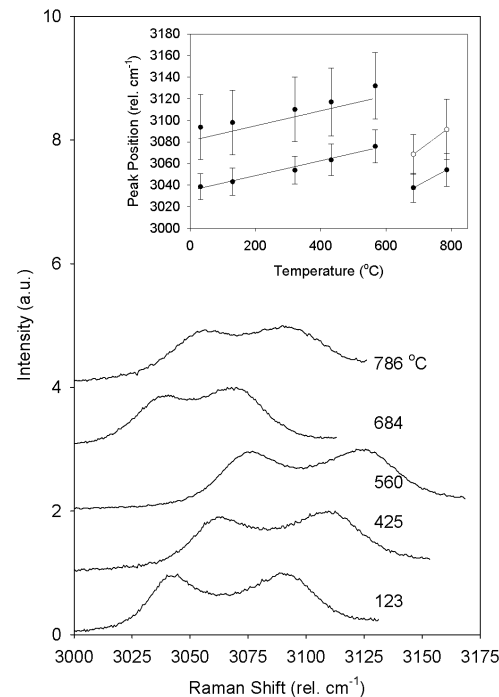 10
8
6
4
2
0
Intensity (a.u.)
3180
3160
3140
3120
3100
3080
3060
3040
3020
3000
Peak Position (rel. cm⁻¹)
0 200 400 600 800
Temperature (°C)
786 °C
684
560
425
123
3000 3025 3050 3075 3100 3125 3150 3175
Raman Shift (rel. cm⁻¹)